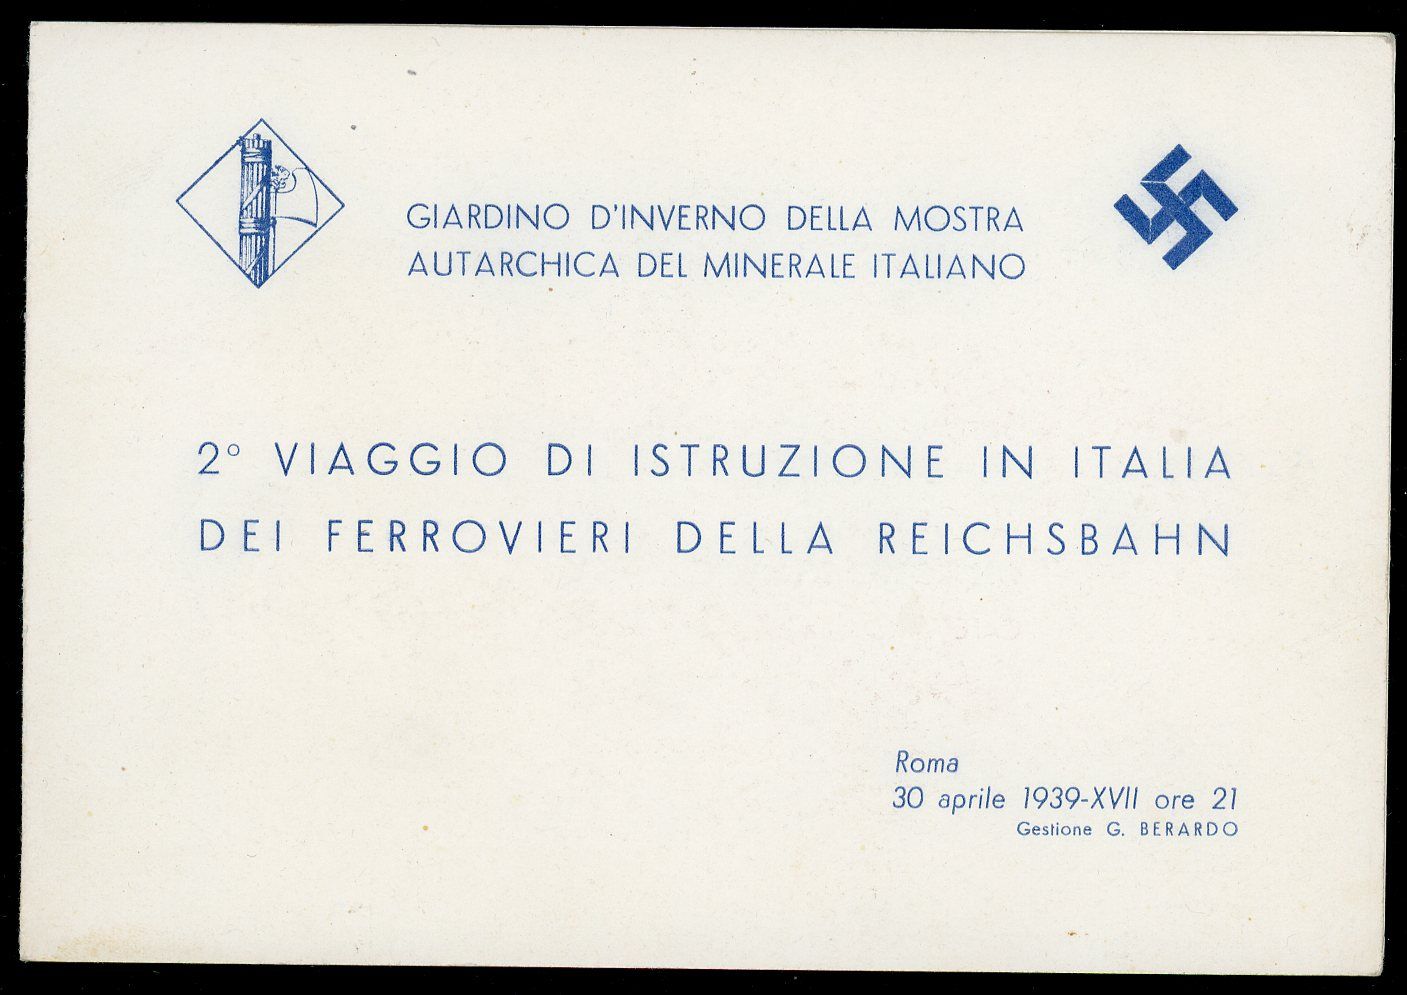 GIARDINO D'INVERNO DELLA MOSTRA
AUTARCHICA DEL MINERALE ITALIANO
2° VIAGGIO DI ISTRUZIONE IN ITALIA
DEI FERROVIERI DELLA REICHSBAHN
Roma
30 aprile 1939-XVII ore 21
Gestione G. BERARDO